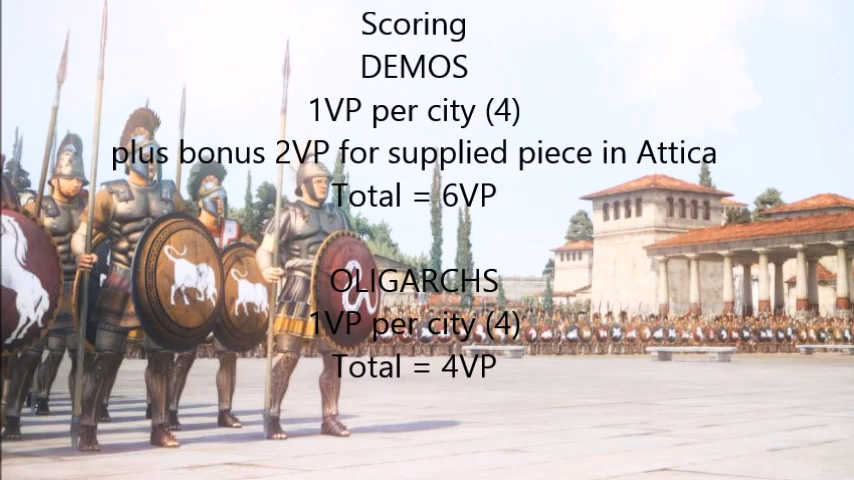 Scoring
DEMOS
1VP per city (4)
plus bonus 2VP for supplied piece in Attica
Total = 6VP
OLIGARCHS
1VP per city (4)
Total = 4VP